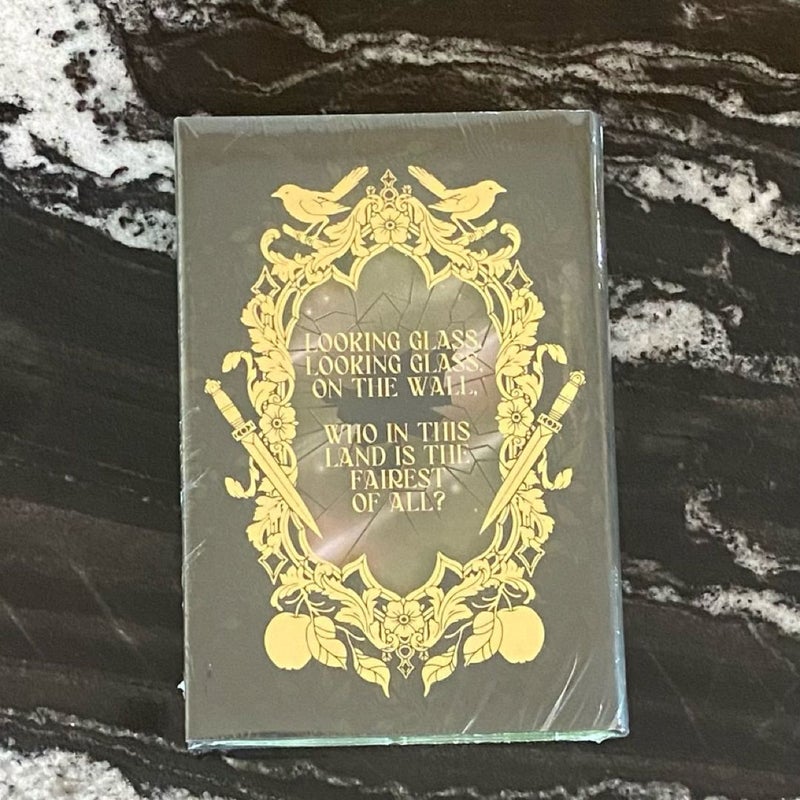 LOOKING GLASS,
LOOKING GLASS,
ON THE WALL,
WHO IN THIS
LAND IS THE
FAIREST
OF ALL?